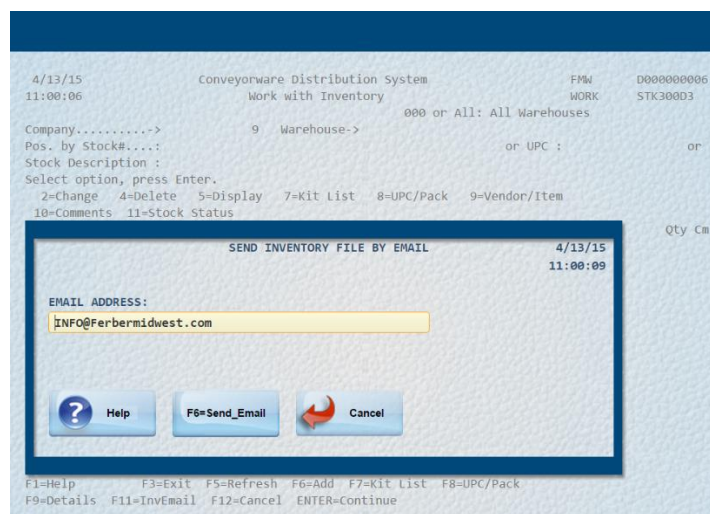 4/13/15 Conveyorware Distribution System FMW D000000006
11:00:06 Work with Inventory WORK STK300D3
000 or All: All Warehouses
Company..........-> 9 Warehouse->
Pos. by Stock#....: or UPC : or
Stock Description :
Select option, press Enter.
2=Change 4=Delete 5=Display 7=Kit List 8=UPC/Pack 9=Vendor/Item
10=Comments 11=Stock Status
Qty Cm
SEND INVENTORY FILE BY EMAIL 4/13/15
11:00:09
EMAIL ADDRESS:
INFO@Ferbermidwest.com
? Help F6=Send_Email Cancel
F1=Help F3=Exit F5=Refresh F6=Add F7=Kit List F8=UPC/Pack
F9=Details F11=InvEmail F12=Cancel ENTER=Continue